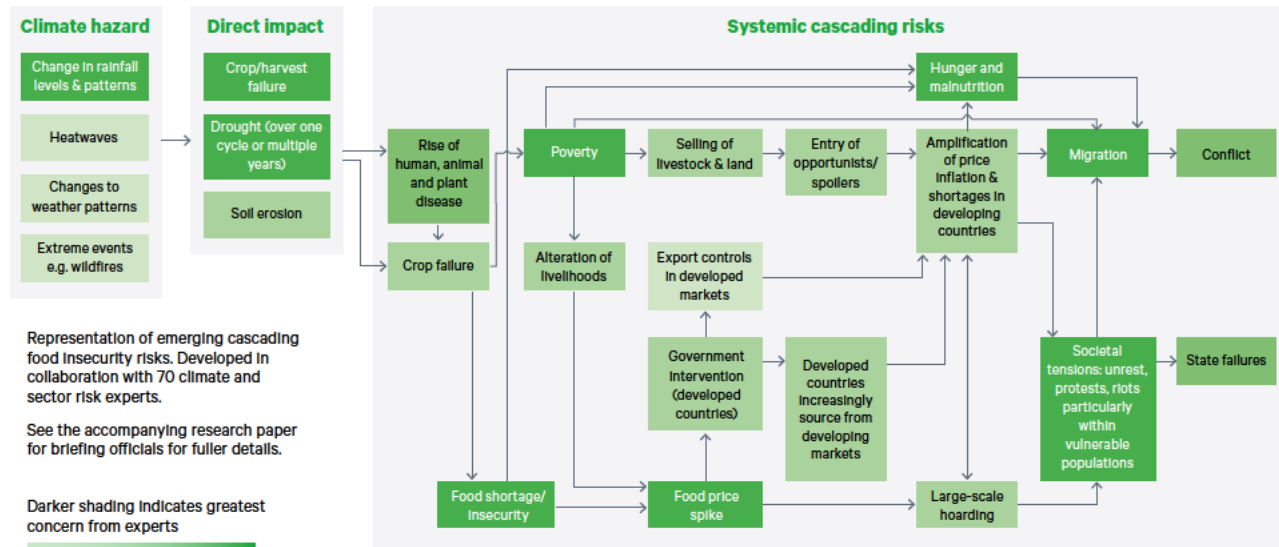 Climate hazard
Change in rainfall
levels & patterns
Heatwaves
Changes to
weather patterns
Extreme events
e.g. wildfires
Direct impact
Crop/harvest
failure
Drought (over one
cycle or multiple
years)
Soil erosion
Systemic cascading risks
Rise of
human, animal
and plant
disease
Crop failure
Poverty
Alteration of
livelihoods
Selling of
livestock & land
Entry of
opportunists/
spoilers
Hunger and
malnutrition
Amplification
of price
inflation &
shortages in
developing
countries
Migration
Conflict
Export controls
in developed
markets
Government
intervention
(developed
countries)
Developed
countries
increasingly
source from
developing
markets
Societal
tensions: unrest,
protests, riots
particularly
within
vulnerable
populations
State failures
Food shortage/
insecurity
Food price
spike
Large-scale
hoarding
Representation of emerging cascading
food insecurity risks. Developed in
collaboration with 70 climate and
sector risk experts.
See the accompanying research paper
for briefing officials for fuller details.
Darker shading indicates greatest
concern from experts